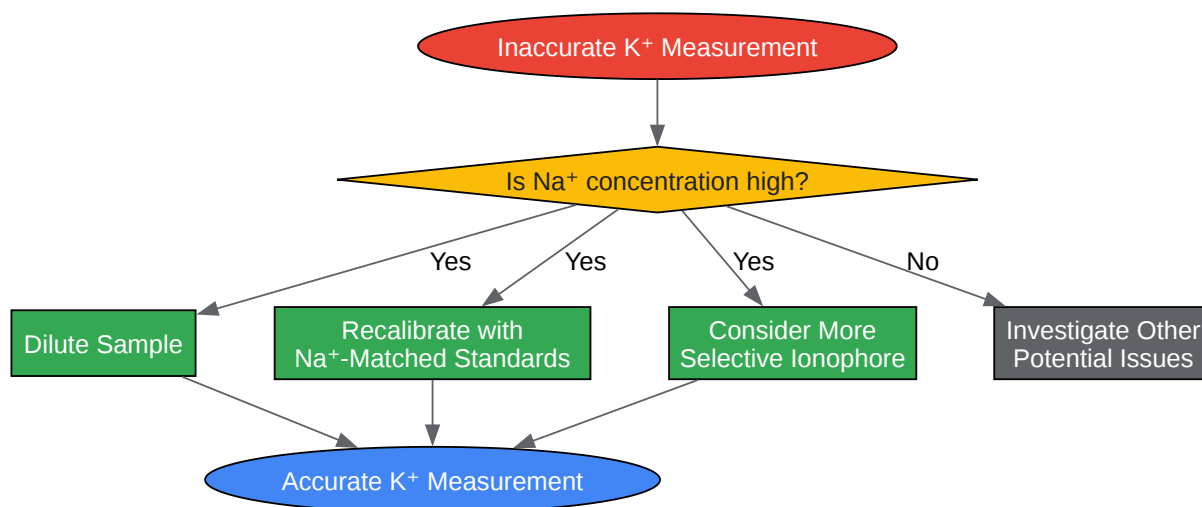 Inaccurate K⁺ Measurement
Is Na⁺ concentration high?
Yes
Yes
Yes
No
Dilute Sample
Recalibrate with
Na⁺-Matched Standards
Consider More
Selective Ionophore
Investigate Other
Potential Issues
Accurate K⁺ Measurement